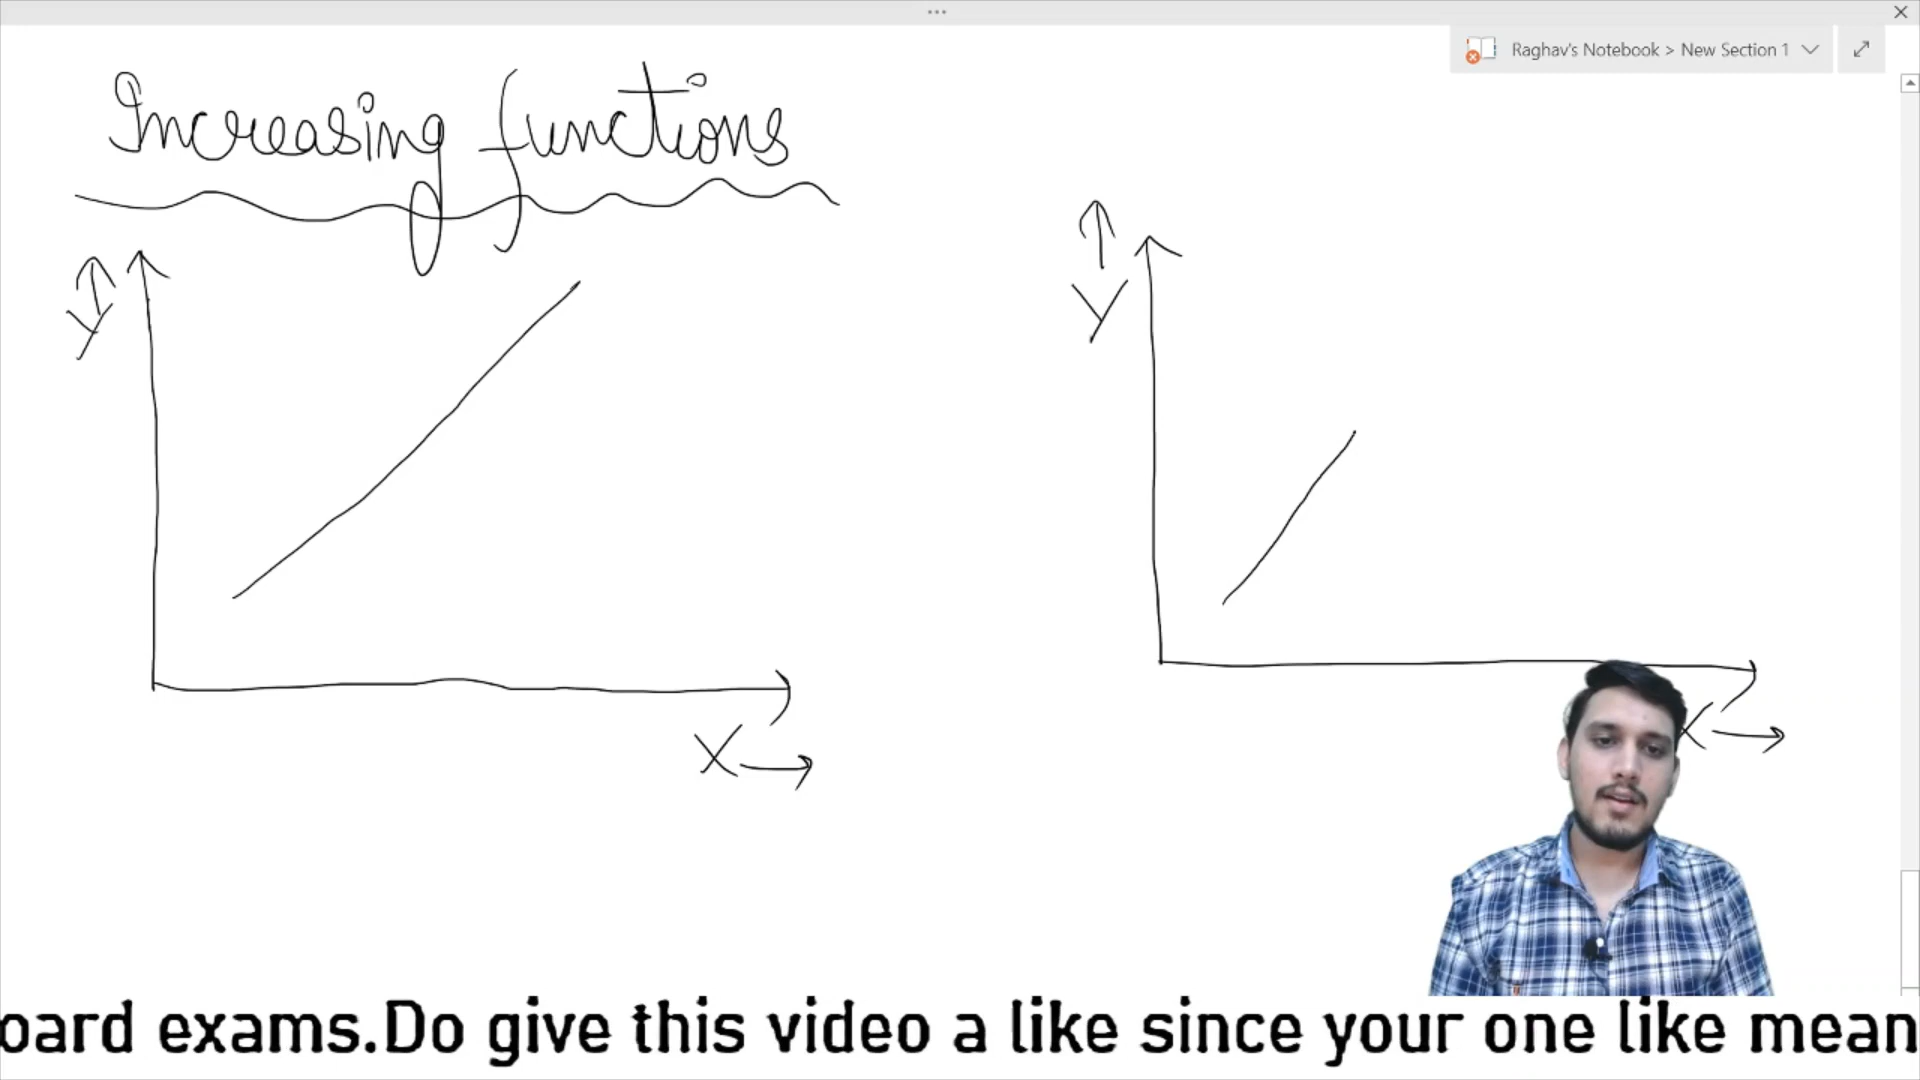 Raghav's Notebook > New Section 1
Increasing functions
Y
X
Y
X
oard exams.Do give this video a like since your one like mean